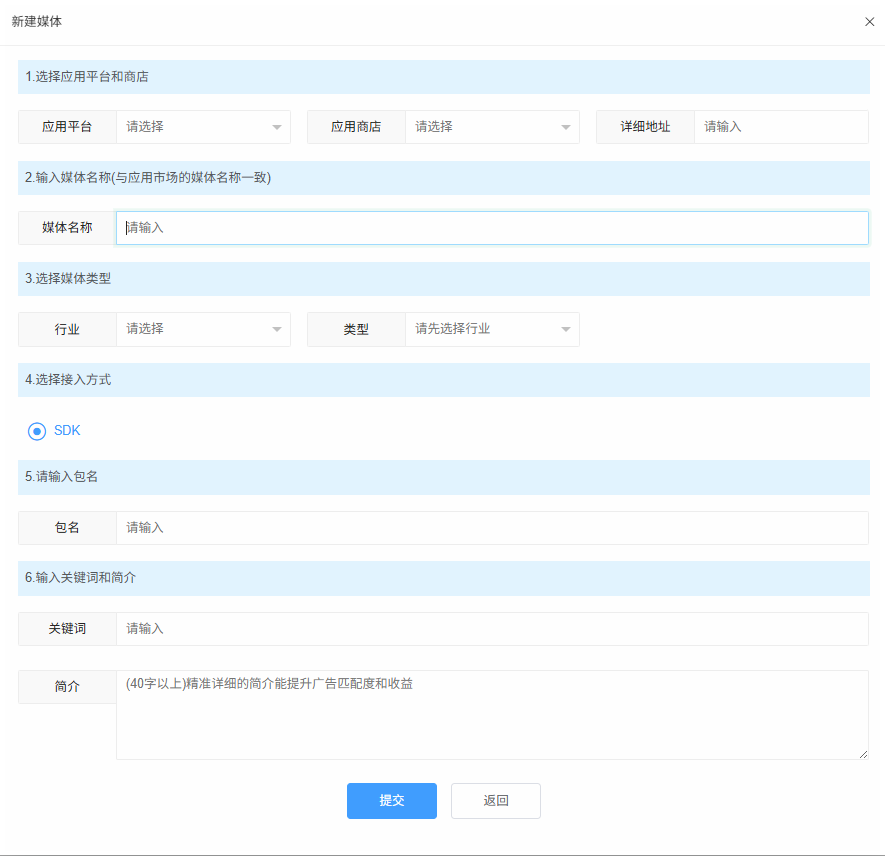 新建媒体
1.选择应用平台和商店
应用平台 请选择 应用商店 请选择 详细地址 请输入
2.输入媒体名称(与应用市场的媒体名称一致)
媒体名称 请输入
3.选择媒体类型
行业 请选择 类型 请先选择行业
4.选择接入方式
SDK
5.请输入包名
包名 请输入
6.输入关键词和简介
关键词 请输入
简介 (40字以上)精准详细的简介能提升广告匹配度和收益
提交 返回